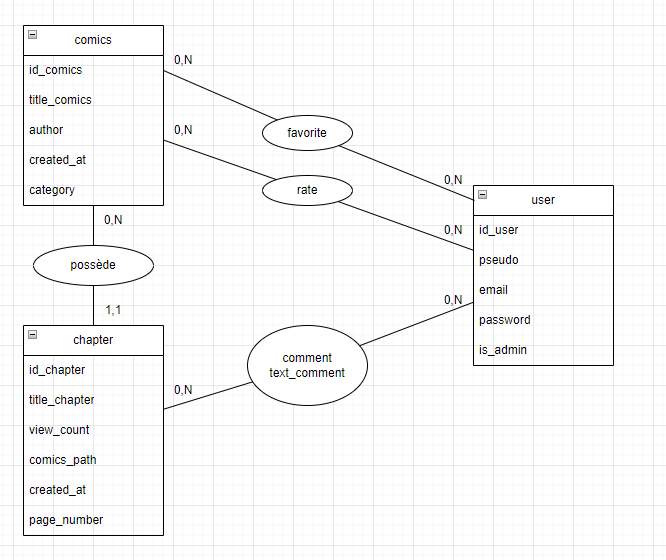 comics
id_comics
title_comics
author
created_at
category
0,N
favorite
0,N
0,N
rate
0,N
user
id_user
pseudo
email
password
is_admin
0,N
possède
1,1
0,N
comment
text_comment
0,N
chapter
id_chapter
title_chapter
view_count
comics_path
created_at
page_number